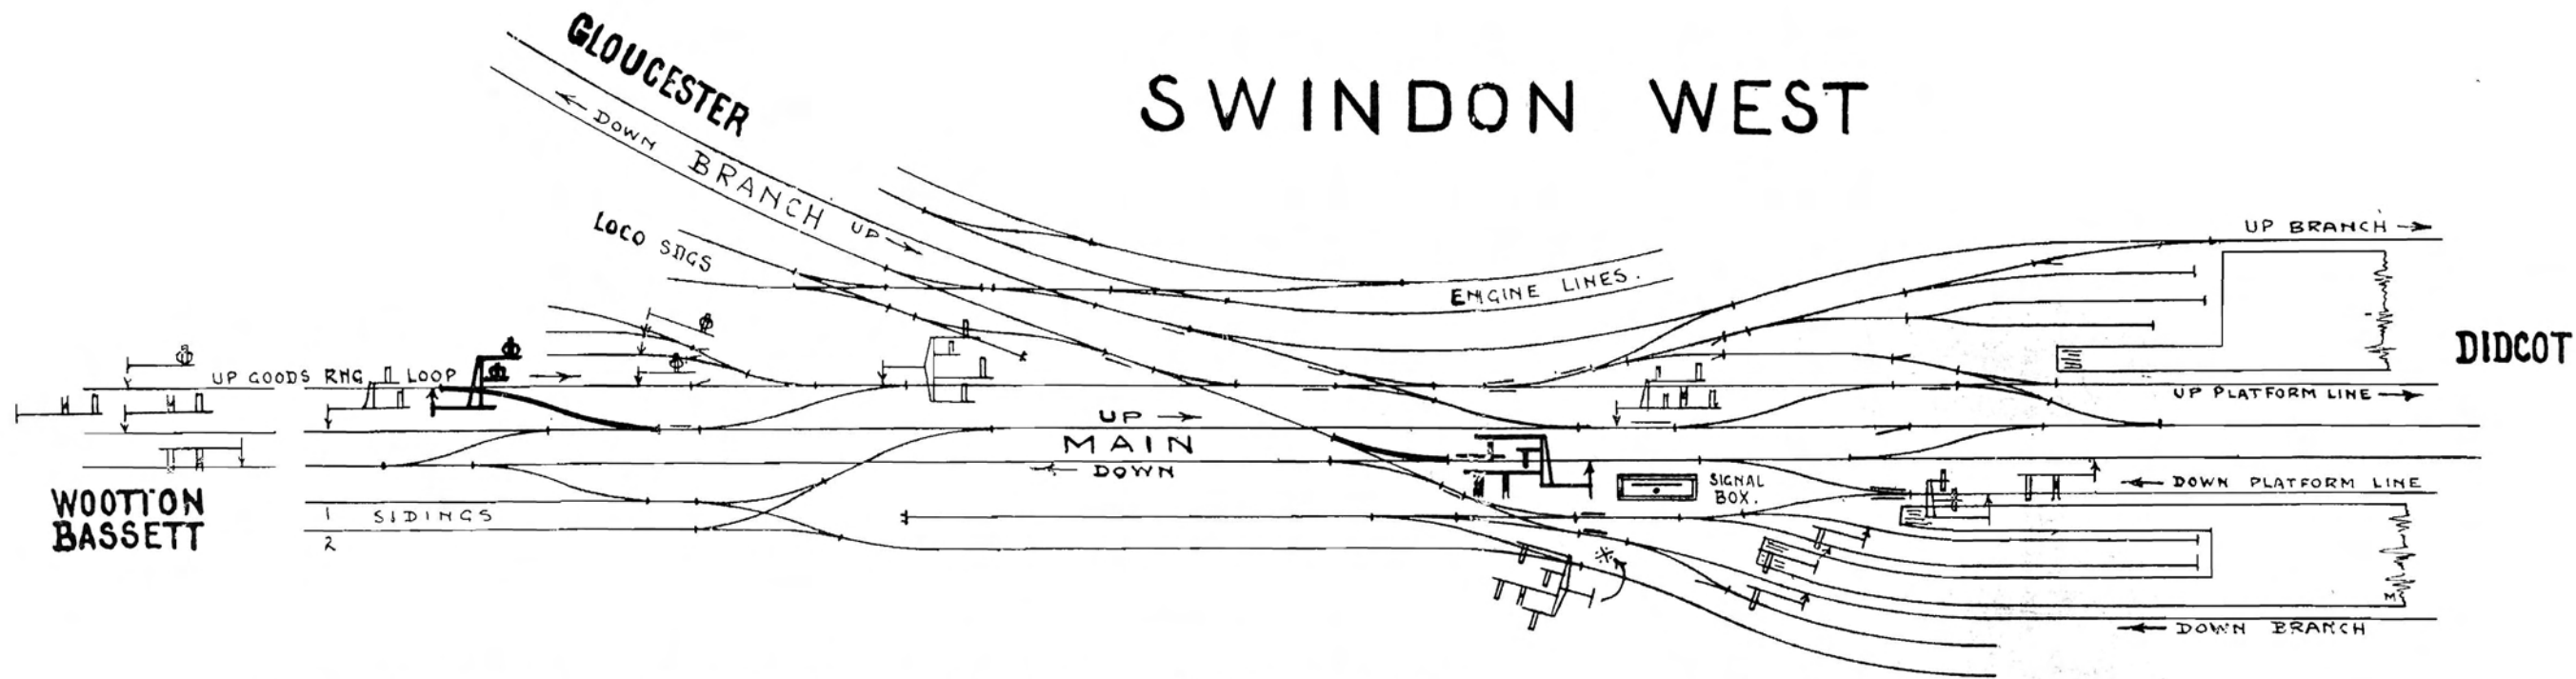 GLOUCESTER
SWINDON WEST
← DOWN BRANCH UP →
LOCO SDGS
ENGINE LINES.
UP BRANCH →
DIDCOT
UP GOODS RNG LOOP →
UP PLATFORM LINE →
UP →
MAIN
← DOWN
WOOTTON
BASSETT
1 SIDINGS
2
SIGNAL
BOX.
← DOWN PLATFORM LINE
M
← DOWN BRANCH